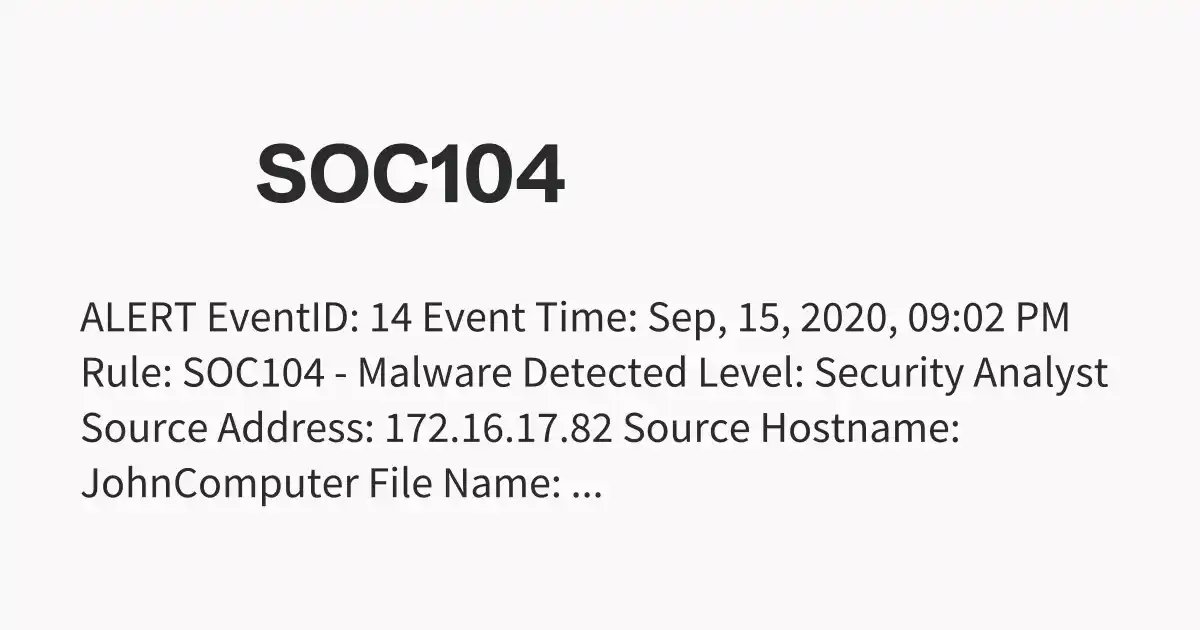 SOC104
ALERT EventID: 14 Event Time: Sep, 15, 2020, 09:02 PM
Rule: SOC104 - Malware Detected Level: Security Analyst
Source Address: 172.16.17.82 Source Hostname:
JohnComputer File Name: ...